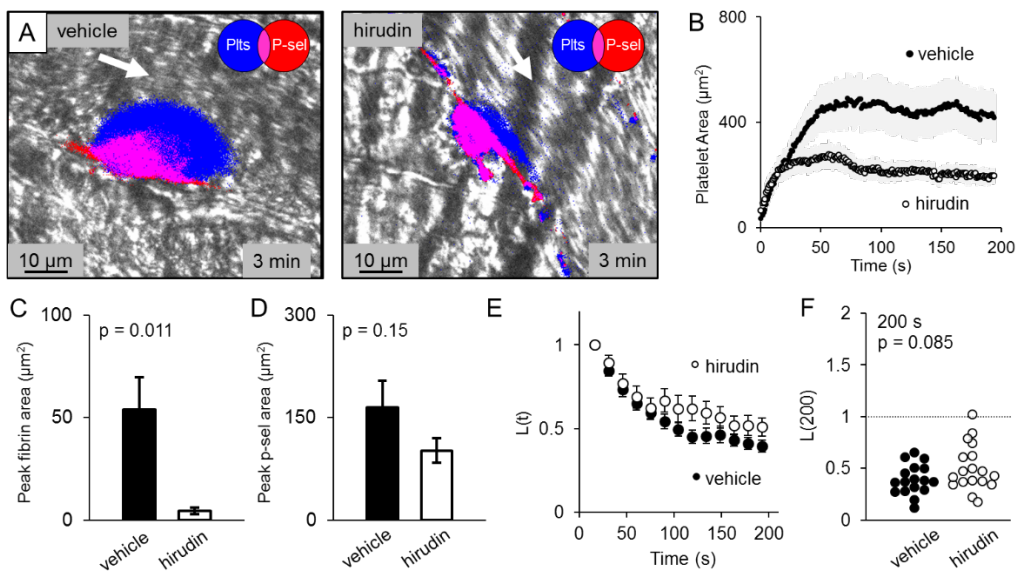 A
vehicle
Plts
P-sel
10 µm
3 min
hirudin
Plts
P-sel
10 µm
3 min
B
Platelet Area (µm²)
800
400
0
vehicle
hirudin
0
50
100
150
200
Time (s)
C
Peak fibrin area (µm²)
100
50
0
p = 0.011
vehicle
hirudin
D
Peak p-sel area (µm²)
300
150
0
p = 0.15
vehicle
hirudin
E
L(t)
1
0.5
0
hirudin
vehicle
0
50
100
150
200
Time (s)
F
L(200)
2
1.5
1
0.5
0
200 s
p = 0.085
vehicle
hirudin